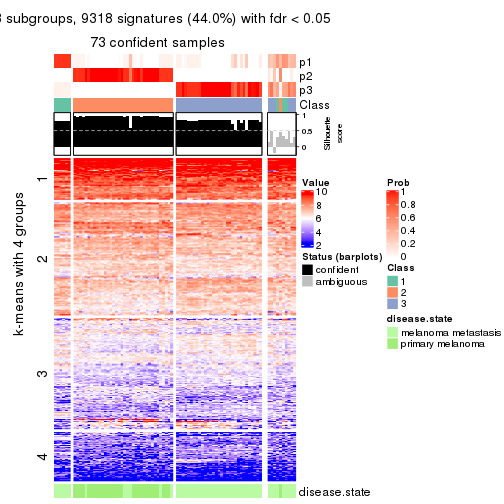 3 subgroups, 9318 signatures (44.0%) with fdr < 0.05
73 confident samples
p1
p2
p3
Class
1
0.5
0
Silhouette
score
k-means with 4 groups
1
2
3
4
disease.state
Value
10
8
6
4
2
Status (barplots)
confident
ambiguous
Prob
1
0.8
0.6
0.4
0.2
0
Class
1
2
3
disease.state
melanoma metastasis
primary melanoma